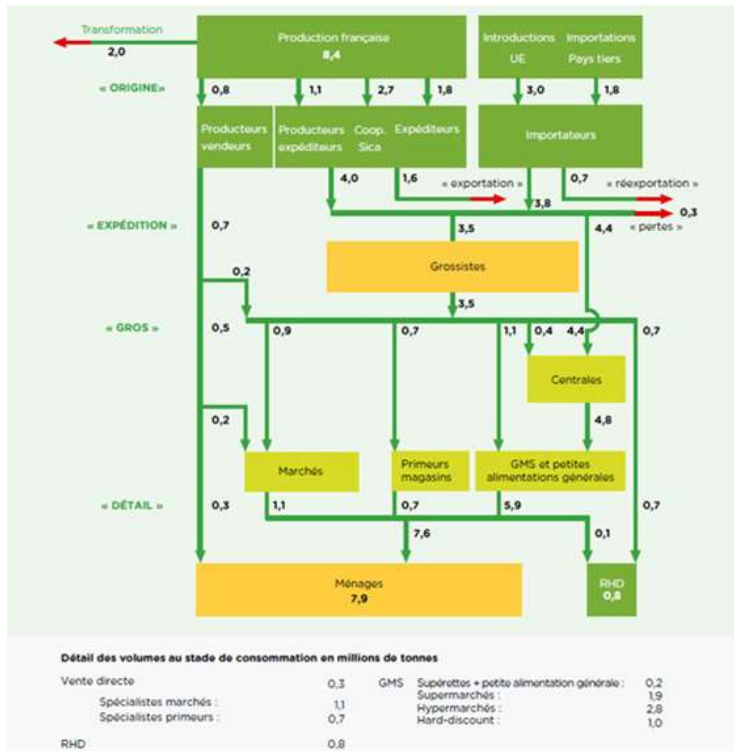 Transformation
2,0
Production française
8,4
Introductions
UE
Importations
Pays tiers
« ORIGINE»
0,8
1,1
2,7
1,8
3,0
1,8
Producteurs
vendeurs
Producteurs
expéditeurs
Coop.
Sica
Expéditeurs
Importateurs
4,0
1,6
« exportation »
0,7
« réexportation »
3,8
0,3
« pertes »
« EXPÉDITION »
0,7
3,5
4,4
Grossistes
0,2
3,5
« GROS »
0,5
0,9
0,7
1,1
0,4
4,4
0,7
Centrales
4,8
0,2
Marchés
Primeurs
magasins
GMS et petites
alimentations générales
« DÉTAIL »
0,3
1,1
0,7
5,9
0,7
7,6
0,1
Ménages
7,9
RHD
0,8
Détail des volumes au stade de consommation en millions de tonnes
Vente directe 0,3
Spécialistes marchés : 1,1
Spécialistes primeurs : 0,7
RHD 0,8
GMS Supérettes + petite alimentation générale : 0,2
Supermarchés : 1,9
Hypermarchés : 2,8
Hard-discount : 1,0